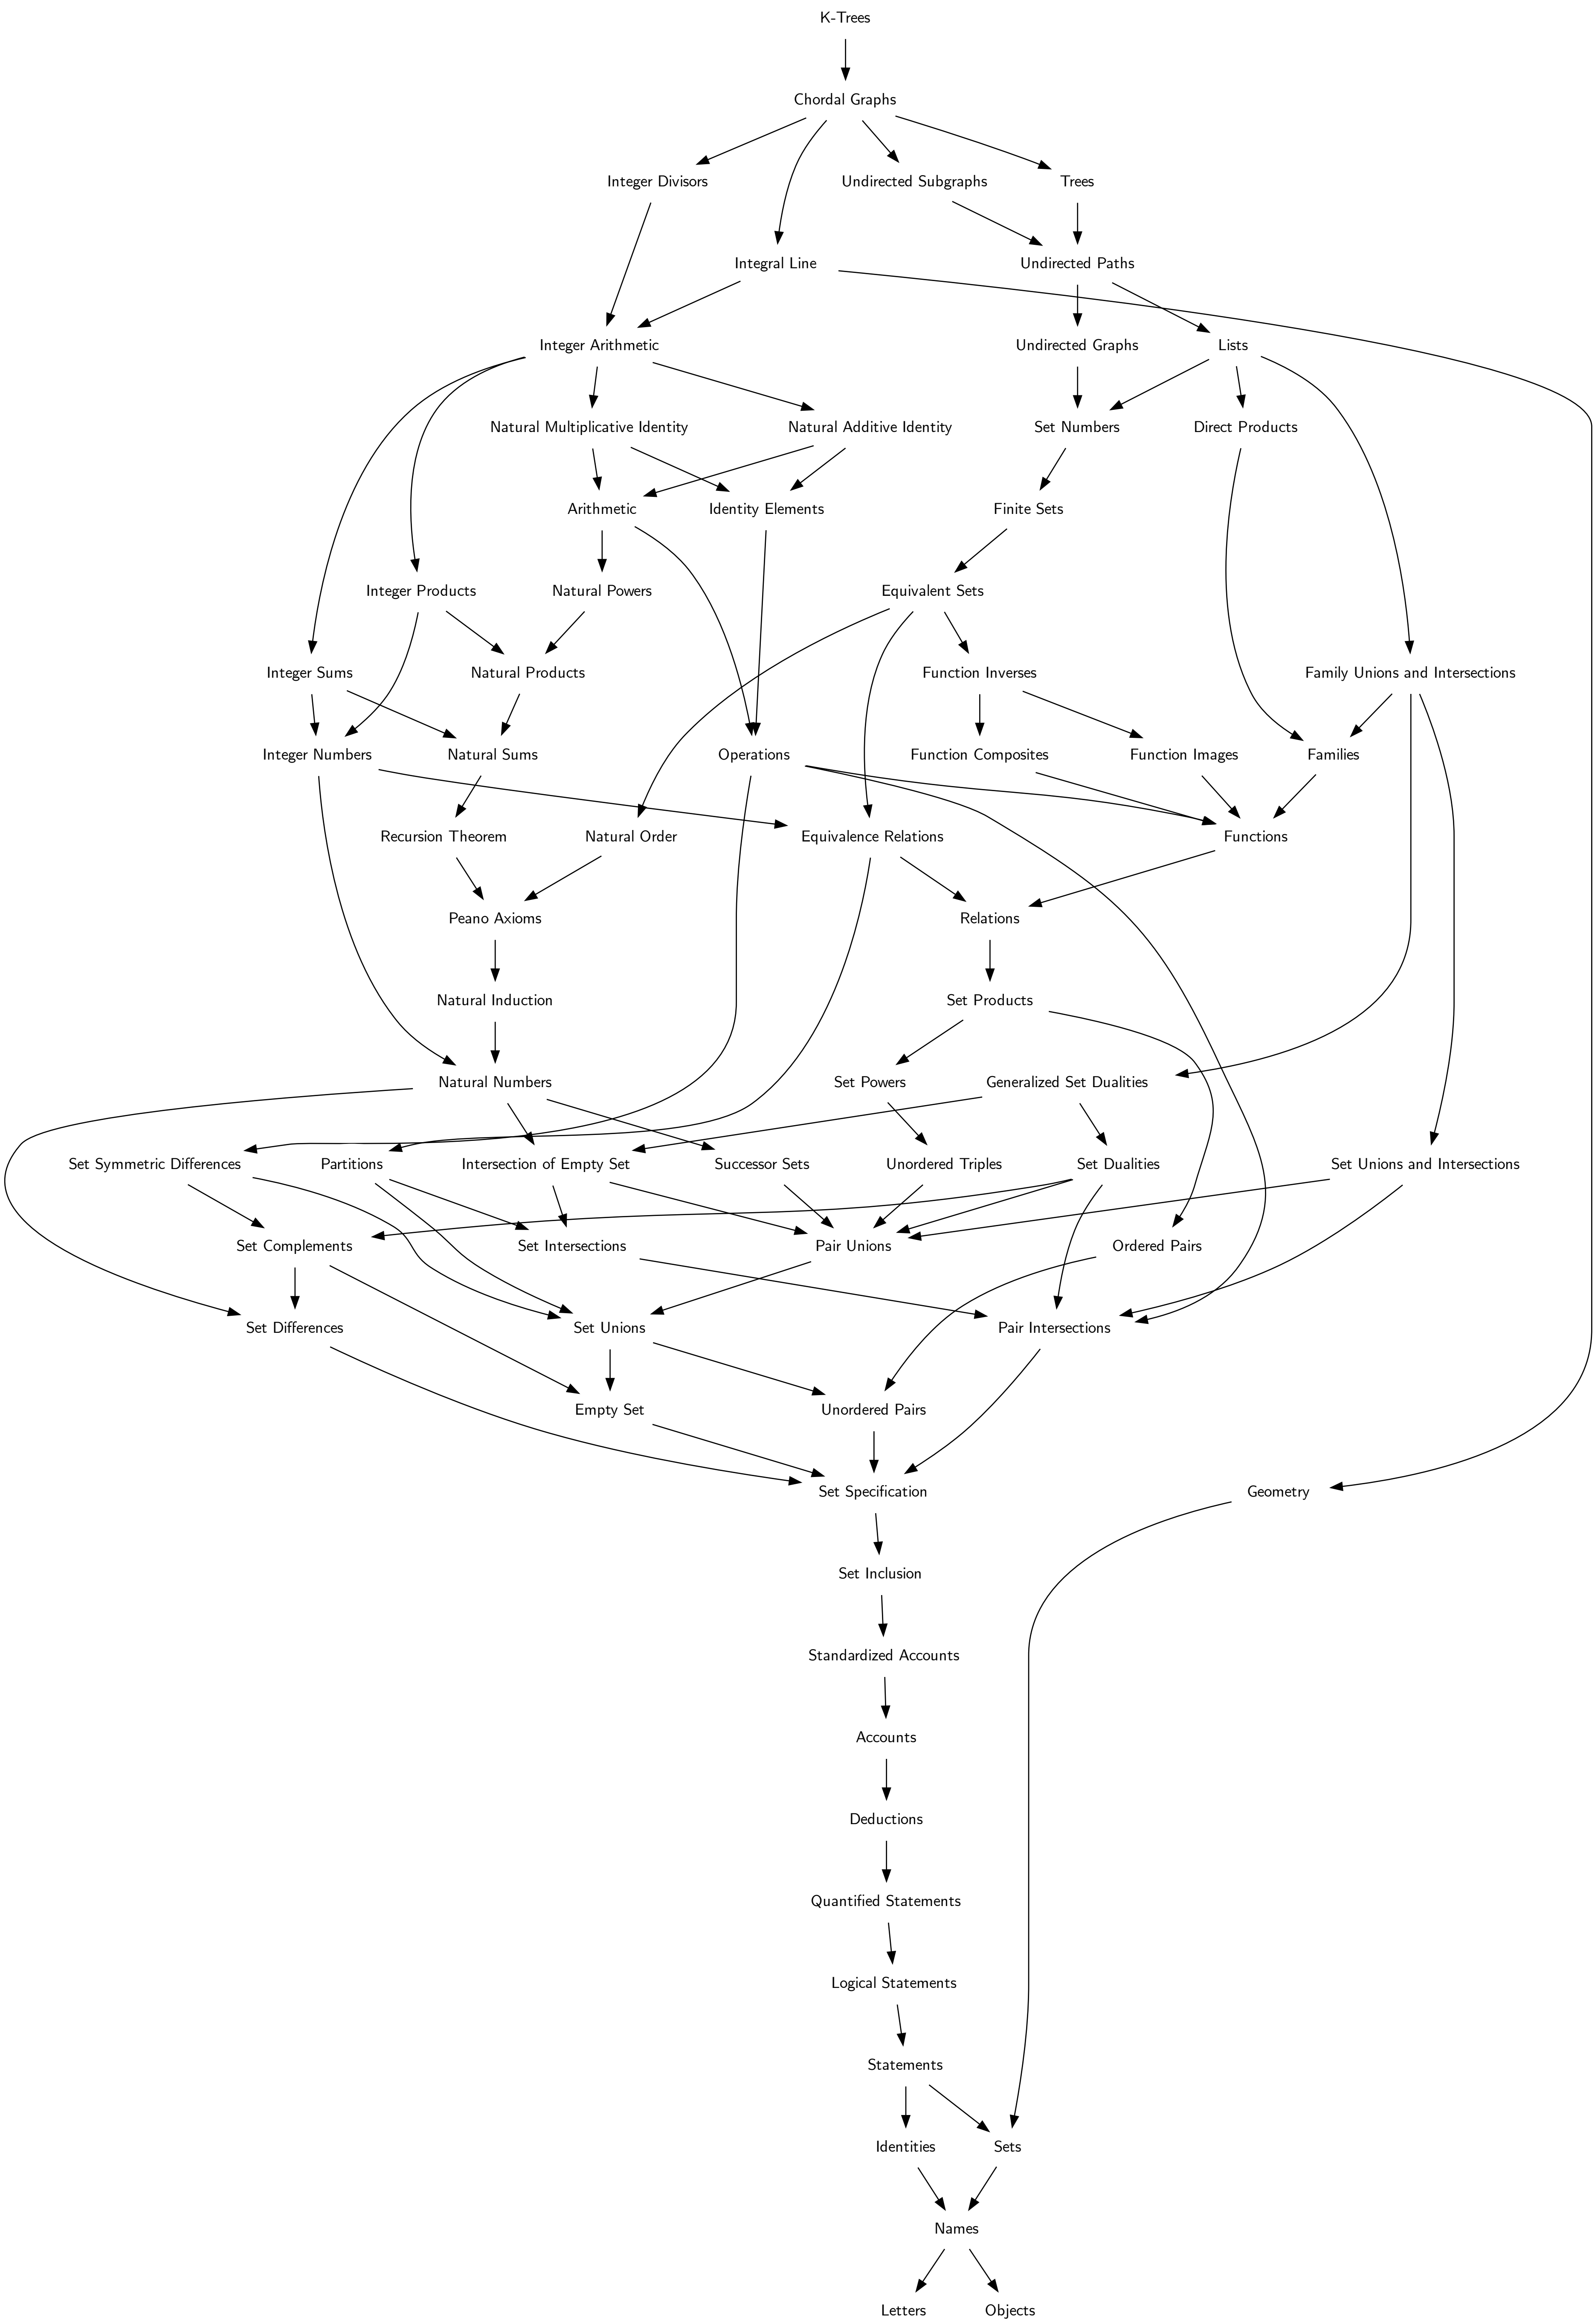 K-Trees
Chordal Graphs
Integer Divisors
Undirected Subgraphs
Trees
Integral Line
Undirected Paths
Integer Arithmetic
Undirected Graphs
Lists
Natural Multiplicative Identity
Natural Additive Identity
Set Numbers
Direct Products
Arithmetic
Identity Elements
Finite Sets
Integer Products
Natural Powers
Equivalent Sets
Integer Sums
Natural Products
Function Inverses
Family Unions and Intersections
Integer Numbers
Natural Sums
Operations
Function Composites
Function Images
Families
Recursion Theorem
Natural Order
Equivalence Relations
Functions
Peano Axioms
Relations
Natural Induction
Set Products
Natural Numbers
Set Powers
Generalized Set Dualities
Set Symmetric Differences
Partitions
Intersection of Empty Set
Successor Sets
Unordered Triples
Set Dualities
Set Unions and Intersections
Set Complements
Set Intersections
Pair Unions
Ordered Pairs
Set Differences
Set Unions
Pair Intersections
Empty Set
Unordered Pairs
Set Specification
Geometry
Set Inclusion
Standardized Accounts
Accounts
Deductions
Quantified Statements
Logical Statements
Statements
Identities
Sets
Names
Letters
Objects